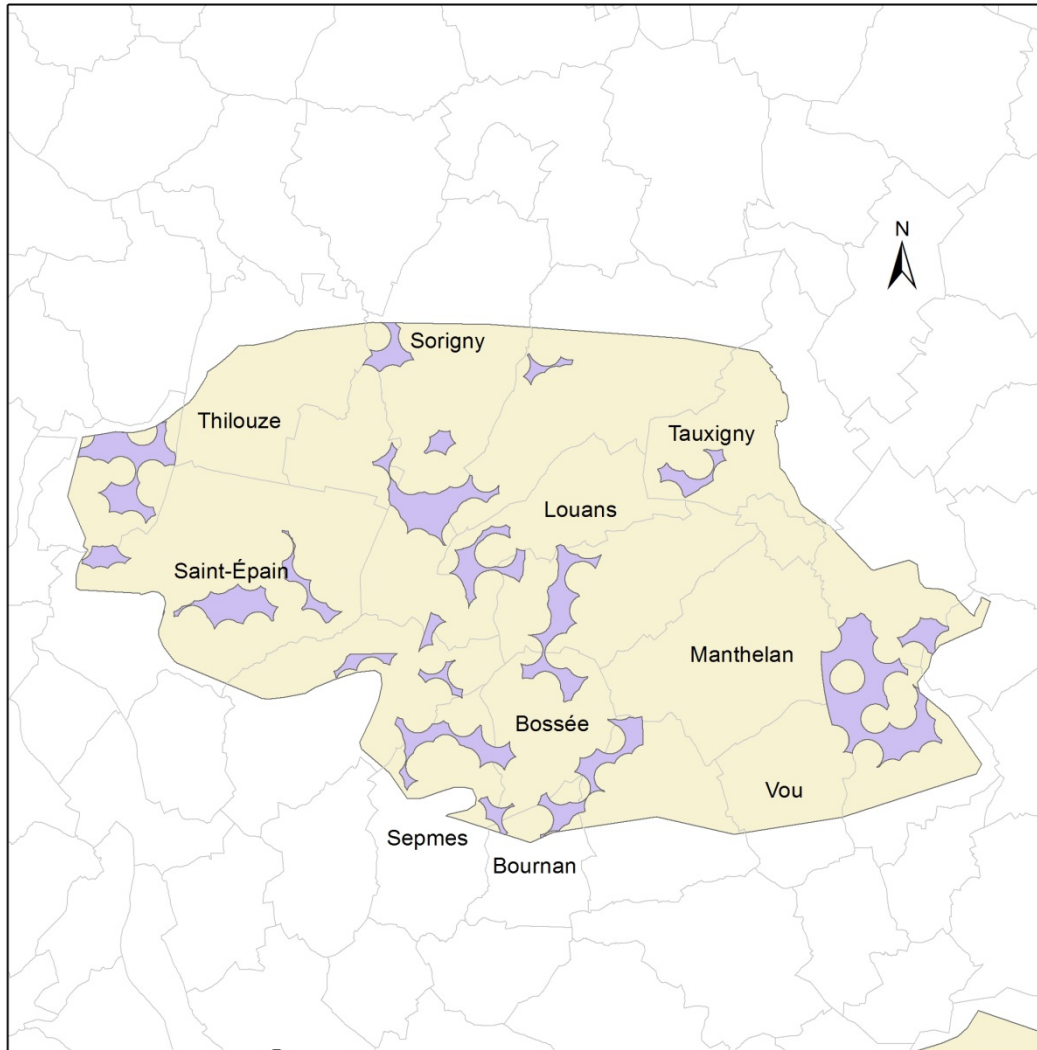 N
Sorigny
Thilouze
Tauxigny
Louans
Saint-Épain
Manthelan
Bossée
Vou
Sepmes
Bournan